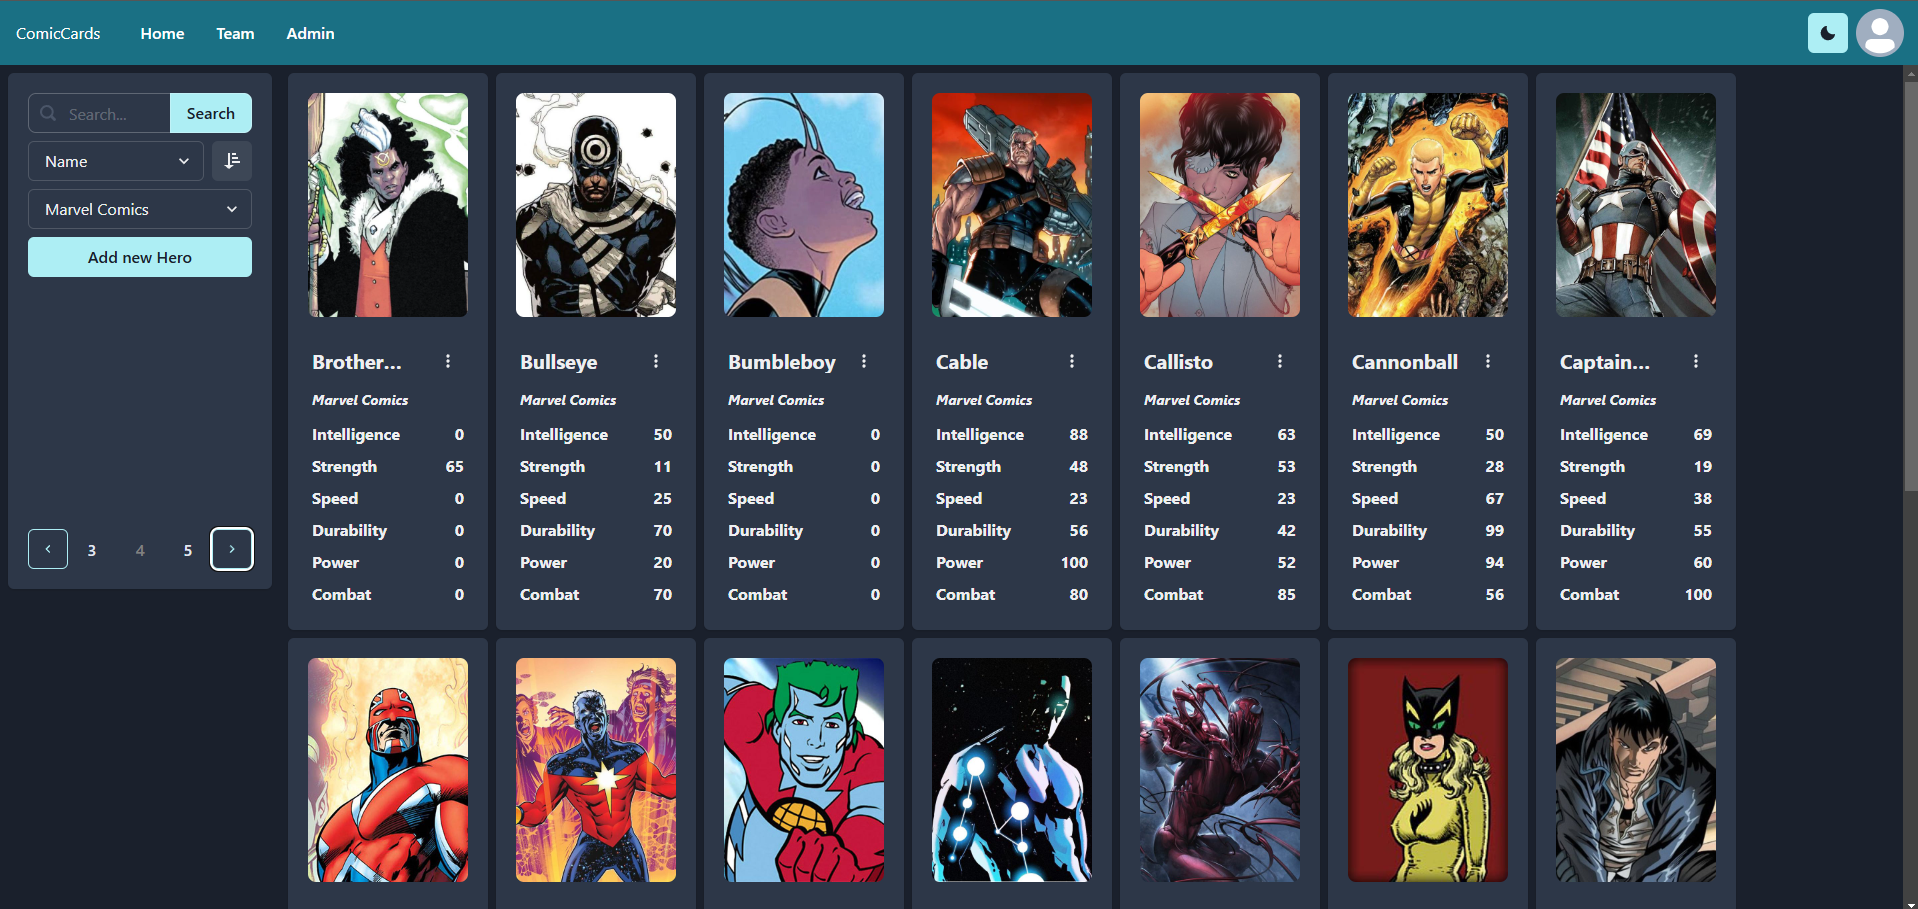 ComicCards Home Team Admin
Search... Search
Name
Marvel Comics
Add new Hero
3 4 5
Brother...
Marvel Comics
Intelligence 0
Strength 65
Speed 0
Durability 0
Power 0
Combat 0
Bullseye
Marvel Comics
Intelligence 50
Strength 11
Speed 25
Durability 70
Power 20
Combat 70
Bumbleboy
Marvel Comics
Intelligence 0
Strength 0
Speed 0
Durability 0
Power 0
Combat 0
Cable
Marvel Comics
Intelligence 88
Strength 48
Speed 23
Durability 56
Power 100
Combat 80
Callisto
Marvel Comics
Intelligence 63
Strength 53
Speed 23
Durability 42
Power 52
Combat 85
Cannonball
Marvel Comics
Intelligence 50
Strength 28
Speed 67
Durability 99
Power 94
Combat 56
Captain...
Marvel Comics
Intelligence 69
Strength 19
Speed 38
Durability 55
Power 60
Combat 100